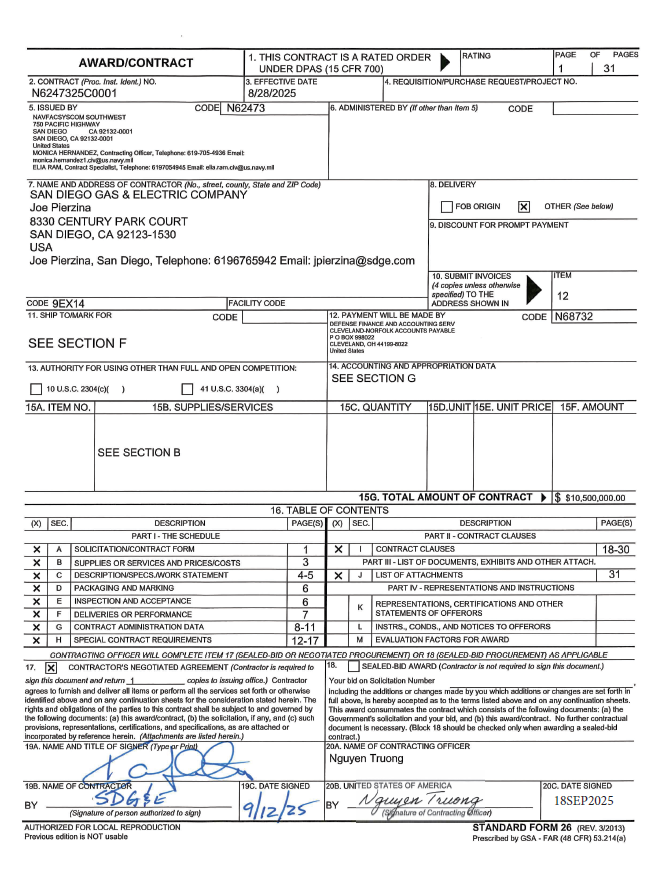 AWARD/CONTRACT
1. THIS CONTRACT IS A RATED ORDER UNDER DPAS (15 CFR 700)
RATING
PAGE OF PAGES
1 31
2. CONTRACT (Proc. Inst. Ident.) NO.
N6247325C0001
3. EFFECTIVE DATE
8/28/2025
4. REQUISITION/PURCHASE REQUEST/PROJECT NO.
5. ISSUED BY CODE N62473
NAVFACSYSCOM SOUTHWEST
750 PACIFIC HIGHWAY
SAN DIEGO CA 92132-0001
SAN DIEGO, CA 92132-0001
United States
MONICA HERNANDEZ, Contracting Officer, Telephone: 619-705-4936 Email:
monica.hernandez1.civ@us.navy.mil
ELIA RAM, Contract Specialist, Telephone: 6197054945 Email: elia.ram.civ@us.navy.mil
6. ADMINISTERED BY (If other than Item 5) CODE
7. NAME AND ADDRESS OF CONTRACTOR (No., street, county, State and ZIP Code)
SAN DIEGO GAS & ELECTRIC COMPANY
Joe Pierzina
8330 CENTURY PARK COURT
SAN DIEGO, CA 92123-1530
USA
Joe Pierzina, San Diego, Telephone: 6196765942 Email: jpierzina@sdge.com
CODE 9EX14 FACILITY CODE
8. DELIVERY
FOB ORIGIN X OTHER (See below)
9. DISCOUNT FOR PROMPT PAYMENT
10. SUBMIT INVOICES
(4 copies unless otherwise
specified) TO THE
ADDRESS SHOWN IN
ITEM
12
11. SHIP TO/MARK FOR CODE
SEE SECTION F
12. PAYMENT WILL BE MADE BY CODE N68732
DEFENSE FINANCE AND ACCOUNTING SERV
CLEVELAND-NORFOLK ACCOUNTS PAYABLE
P O BOX 998022
CLEVELAND, OH 44199-8022
United States
13. AUTHORITY FOR USING OTHER THAN FULL AND OPEN COMPETITION:
10 U.S.C. 2304(c)( ) 41 U.S.C. 3304(a)( )
14. ACCOUNTING AND APPROPRIATION DATA
SEE SECTION G
15A. ITEM NO. 15B. SUPPLIES/SERVICES 15C. QUANTITY 15D.UNIT 15E. UNIT PRICE 15F. AMOUNT
SEE SECTION B
15G. TOTAL AMOUNT OF CONTRACT $ $10,500,000.00
16. TABLE OF CONTENTS
(X) SEC. DESCRIPTION PAGE(S) (X) SEC. DESCRIPTION PAGE(S)
PART I - THE SCHEDULE PART II - CONTRACT CLAUSES
X A SOLICITATION/CONTRACT FORM 1 X I CONTRACT CLAUSES 18-30
X B SUPPLIES OR SERVICES AND PRICES/COSTS 3 PART III - LIST OF DOCUMENTS, EXHIBITS AND OTHER ATTACH.
X C DESCRIPTION/SPECS./WORK STATEMENT 4-5 X J LIST OF ATTACHMENTS 31
X D PACKAGING AND MARKING 6 PART IV - REPRESENTATIONS AND INSTRUCTIONS
X E INSPECTION AND ACCEPTANCE 6 K REPRESENTATIONS, CERTIFICATIONS AND OTHER STATEMENTS OF OFFERORS
X F DELIVERIES OR PERFORMANCE 7
X G CONTRACT ADMINISTRATION DATA 8-11 L INSTRS., CONDS., AND NOTICES TO OFFERORS
X H SPECIAL CONTRACT REQUIREMENTS 12-17 M EVALUATION FACTORS FOR AWARD
CONTRACTING OFFICER WILL COMPLETE ITEM 17 (SEALED-BID OR NEGOTIATED PROCUREMENT) OR 18 (SEALED-BID PROCUREMENT) AS APPLICABLE
17. X CONTRACTOR'S NEGOTIATED AGREEMENT (Contractor is required to
sign this document and return 1 copies to issuing office.) Contractor
agrees to furnish and deliver all items or perform all the services set forth or otherwise
identified above and on any continuation sheets for the consideration stated herein. The
rights and obligations of the parties to this contract shall be subject to and governed by
the following documents: (a) this award/contract, (b) the solicitation, if any, and (c) such
provisions, representations, certifications, and specifications, as are attached or
incorporated by reference herein. (Attachments are listed herein.)
18. SEALED-BID AWARD (Contractor is not required to sign this document.)
Your bid on Solicitation Number ,
including the additions or changes made by you which additions or changes are set forth in
full above, is hereby accepted as to the terms listed above and on any continuation sheets.
This award consummates the contract which consists of the following documents: (a) the
Government's solicitation and your bid, and (b) this award/contract. No further contractual
document is necessary. (Block 18 should be checked only when awarding a sealed-bid
contract.)
19A. NAME AND TITLE OF SIGNER (Type or Print)
20A. NAME OF CONTRACTING OFFICER
Nguyen Truong
19B. NAME OF CONTRACTOR
SDG&E
BY
(Signature of person authorized to sign)
19C. DATE SIGNED
9/12/25
20B. UNITED STATES OF AMERICA
BY Nguyen Truong
(Signature of Contracting Officer)
20C. DATE SIGNED
18SEP2025
AUTHORIZED FOR LOCAL REPRODUCTION
Previous edition is NOT usable
STANDARD FORM 26 (REV. 3/2013)
Prescribed by GSA - FAR (48 CFR) 53.214(a)